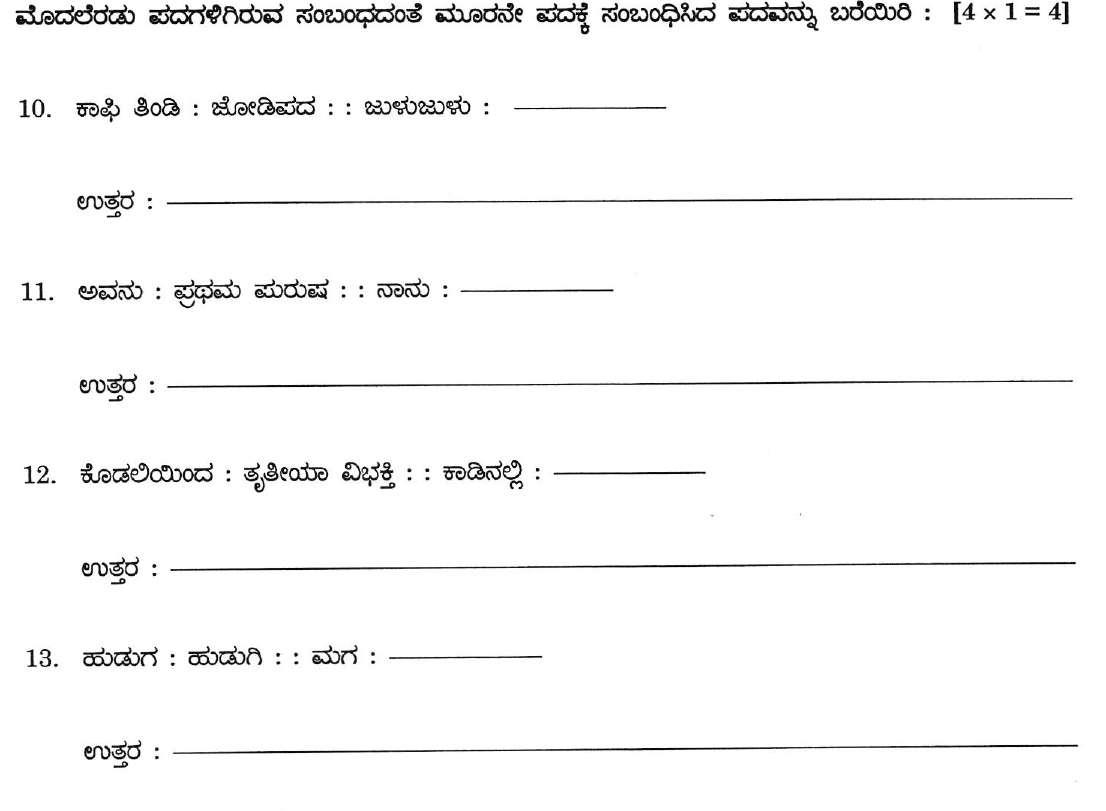 ಮೊದಲೆರಡು ಪದಗಳಿಗಿರುವ ಸಂಬಂಧದಂತೆ ಮೂರನೇ ಪದಕ್ಕೆ ಸಂಬಂಧಿಸಿದ ಪದವನ್ನು ಬರೆಯಿರಿ : [4 × 1 = 4]
10. ಕಾಫಿ ತಿಂಡಿ : ಜೋಡಿಪದ : : ಜುಳುಜುಳು :
ಉತ್ತರ :
11. ಅವನು : ಪ್ರಥಮ ಪುರುಷ : : ನಾನು :
ಉತ್ತರ :
12. ಕೊಡಲಿಯಿಂದ : ತೃತೀಯಾ ವಿಭಕ್ತಿ : : ಕಾಡಿನಲ್ಲಿ :
ಉತ್ತರ :
13. ಹುಡುಗ : ಹುಡುಗಿ : : ಮಗ :
ಉತ್ತರ :